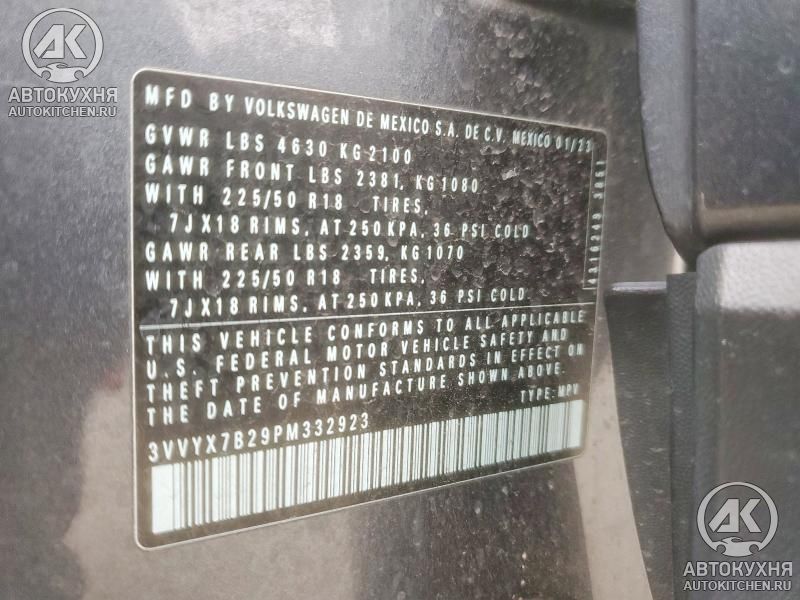 AK
АВТОКУХНЯ
AUTOKITCHEN.RU
MFD BY VOLKSWAGEN DE MEXICO S.A. DE C.V. MEXICO 01/23
GVWR LBS 4630 KG 2100
GAWR FRONT LBS 2381, KG 1080
WITH 225/50 R18 TIRES,
7JX18 RIMS, AT 250 KPA, 36 PSI COLD
GAWR REAR LBS 2359, KG 1070
WITH 225/50 R18 TIRES,
7JX18 RIMS, AT 250 KPA, 36 PSI COLD
THIS VEHICLE CONFORMS TO ALL APPLICABLE
U.S. FEDERAL MOTOR VEHICLE SAFETY AND
THEFT PREVENTION STANDARDS IN EFFECT ON
THE DATE OF MANUFACTURE SHOWN ABOVE.
TYPE: MPV
3VVYX7B29PM332923
AK
АВТОКУХНЯ
AUTOKITCHEN.RU